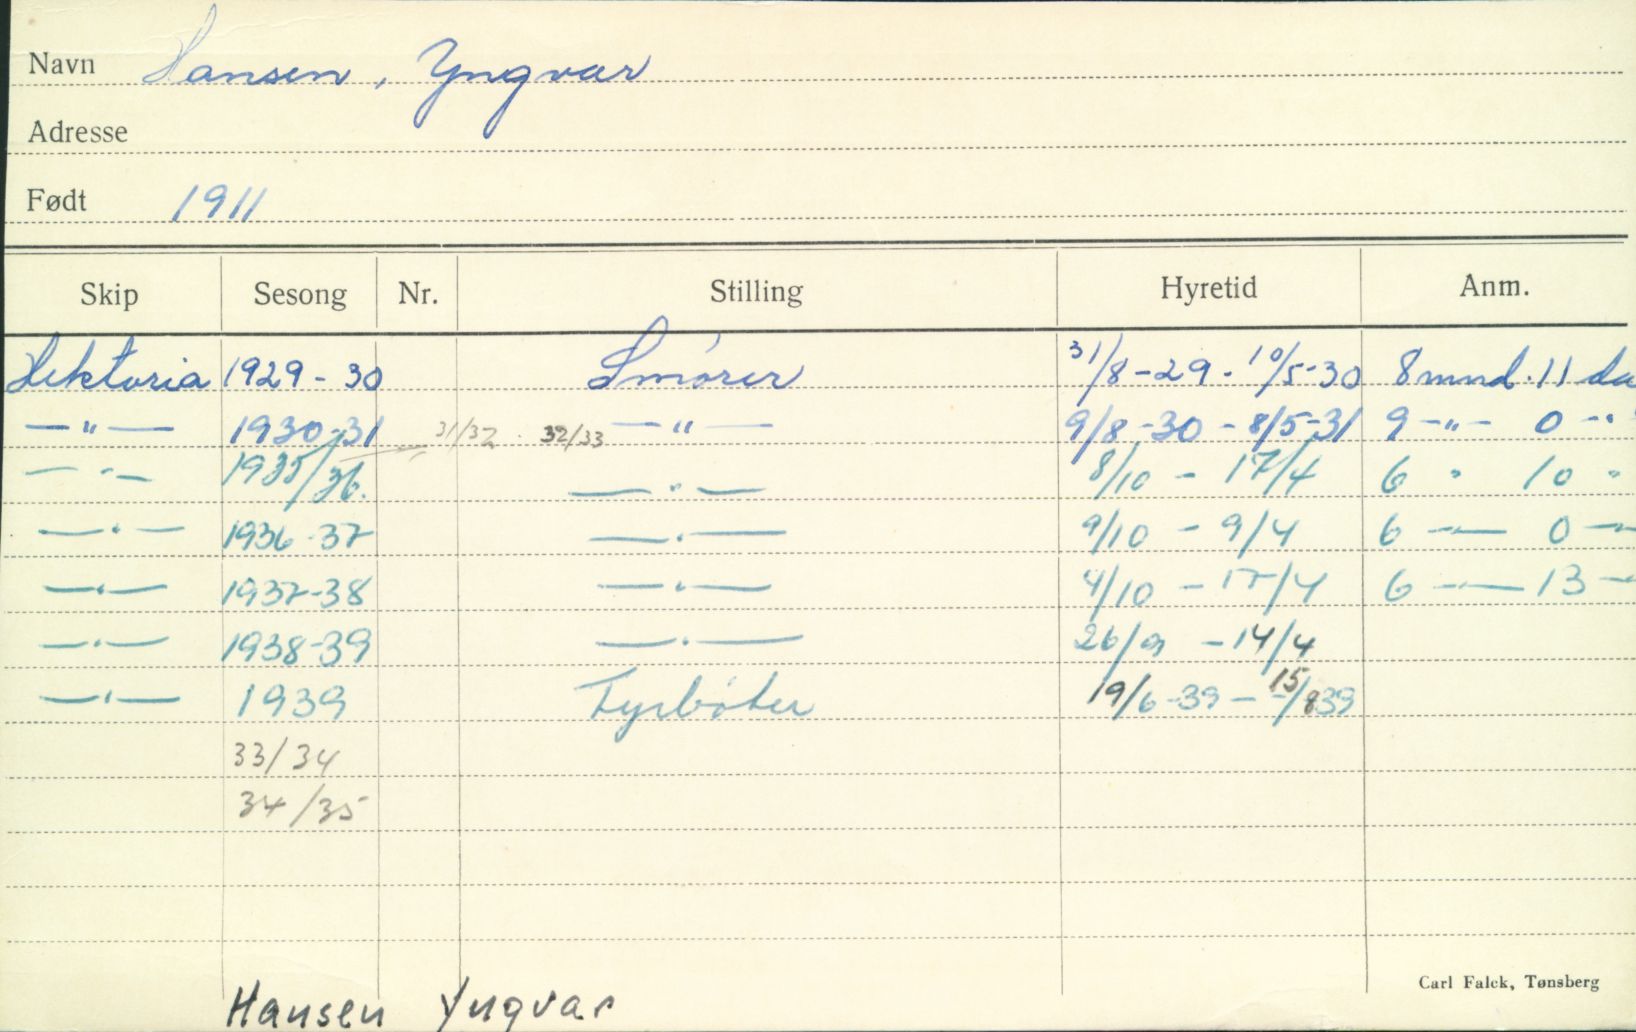 Navn Hansen, Yngvar
Adresse
Født 1911
Skip Sesong Nr. Stilling Hyretid Anm.
Hektoria 1929-30 Smører 31/8-29-10/5-30 8 mnd. 11 da
—"— 1930-31 31/32 . 32/33 —"— 9/8-30-8/5-31 9 -"- 0 -"
—"— 1935/36. —"— 8/10 - 17/4 6 " 10 "
—"— 1936-37 —"— 9/10 - 9/4 6 —"— 0 —
—"— 1937-38 —"— 4/10 - 17/4 6 —"— 13 —
—"— 1938-39 —"— 26/9 - 14/4
—"— 1939 Fyrbøter 19/6-39 - 15/8 39
33/34
34/35
Carl Falck, Tønsberg
Hansen Yngvar